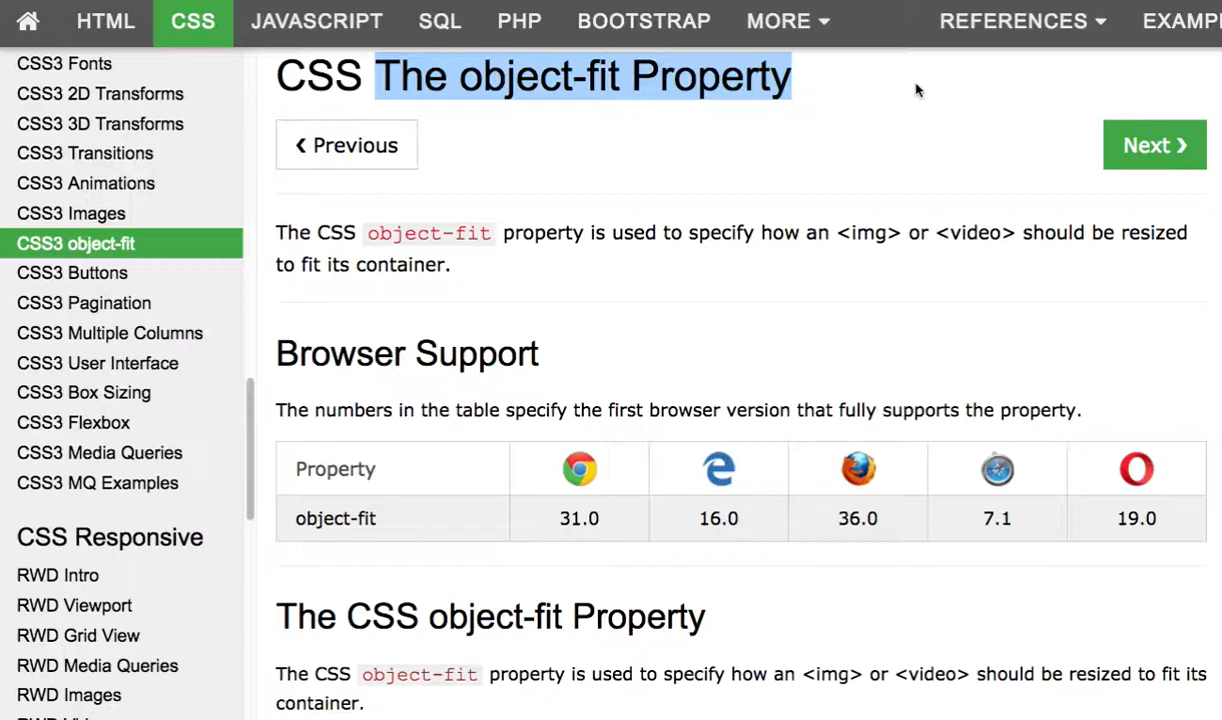 HTML CSS JAVASCRIPT SQL PHP BOOTSTRAP MORE REFERENCES EXAMP
CSS3 Fonts
CSS3 2D Transforms
CSS3 3D Transforms
CSS3 Transitions
CSS3 Animations
CSS3 Images
CSS3 object-fit
CSS3 Buttons
CSS3 Pagination
CSS3 Multiple Columns
CSS3 User Interface
CSS3 Box Sizing
CSS3 Flexbox
CSS3 Media Queries
CSS3 MQ Examples
CSS Responsive
RWD Intro
RWD Viewport
RWD Grid View
RWD Media Queries
RWD Images
CSS The object-fit Property
❮ Previous
Next ❯
The CSS object-fit property is used to specify how an <img> or <video> should be resized
to fit its container.
Browser Support
The numbers in the table specify the first browser version that fully supports the property.
Property
object-fit 31.0 16.0 36.0 7.1 19.0
The CSS object-fit Property
The CSS object-fit property is used to specify how an <img> or <video> should be resized to fit its
container.